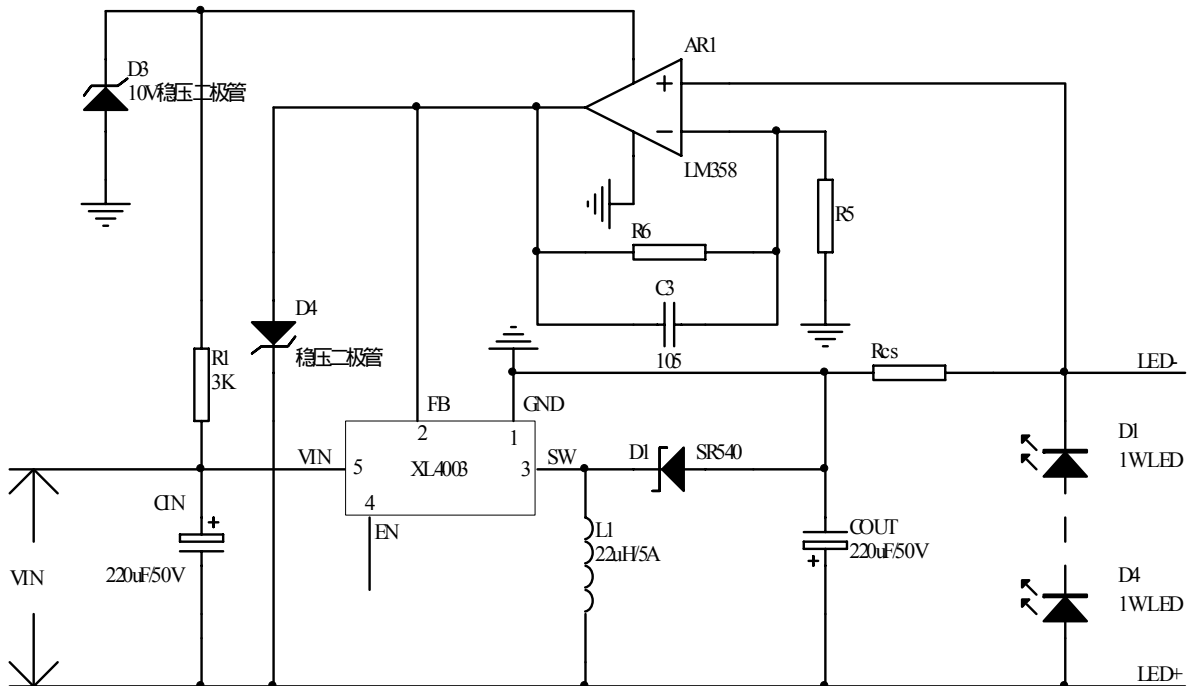 AR1
+
D3
10V稳压二极管
−
LM358
R5
R6
C3
D4
稳压二极管
105
R1
3K
Rcs
LED-
FB
GND
2
1
D1
1WLED
VIN
5
XL4003
3
SW
D1
SR540
4
CIN
+
EN
L1
22uH/5A
COUT
220uF/50V
+
220uF/50V
VIN
D4
1WLED
LED+